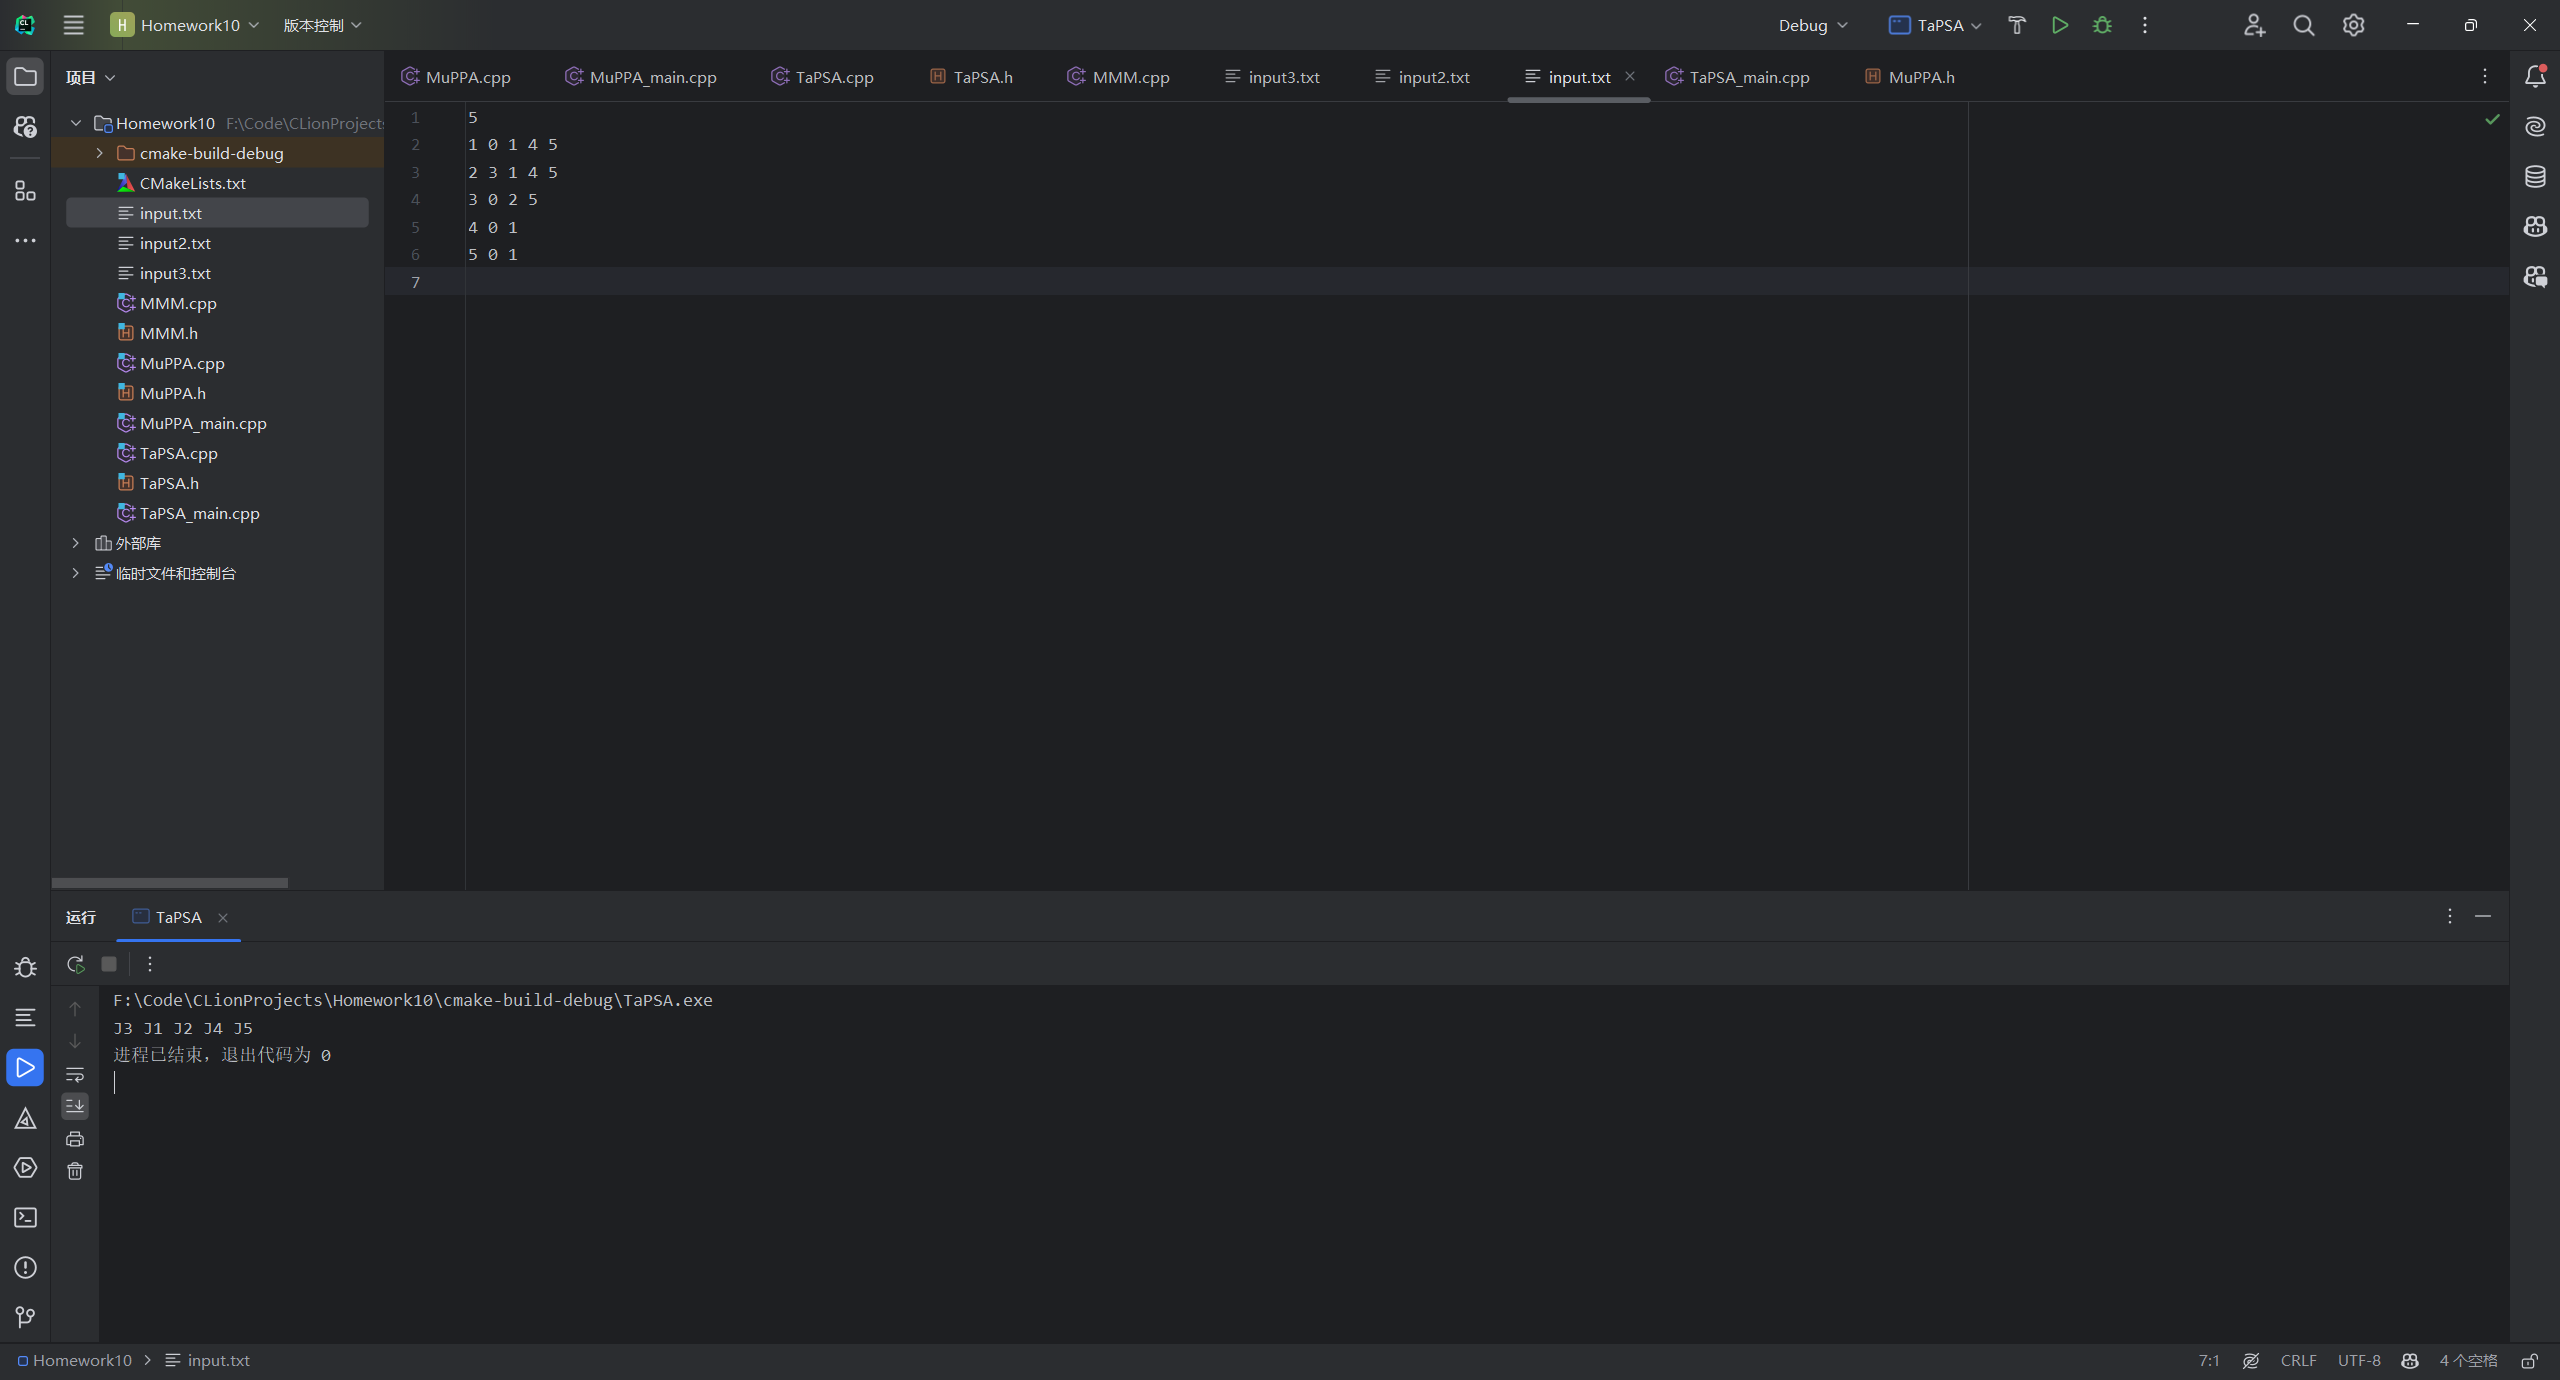 H Homework10 版本控制 Debug TaPSA
项目
MuPPA.cpp MuPPA_main.cpp TaPSA.cpp TaPSA.h MMM.cpp input3.txt input2.txt input.txt TaPSA_main.cpp MuPPA.h
Homework10 F:\Code\CLionProjects
cmake-build-debug
CMakeLists.txt
input.txt
input2.txt
input3.txt
MMM.cpp
MMM.h
MuPPA.cpp
MuPPA.h
MuPPA_main.cpp
TaPSA.cpp
TaPSA.h
TaPSA_main.cpp
外部库
临时文件和控制台
1 5
2 1 0 1 4 5
3 2 3 1 4 5
4 3 0 2 5
5 4 0 1
6 5 0 1
7
运行 TaPSA
F:\Code\CLionProjects\Homework10\cmake-build-debug\TaPSA.exe
J3 J1 J2 J4 J5
进程已结束，退出代码为 0
Homework10 input.txt 7:1 CRLF UTF-8 4 个空格